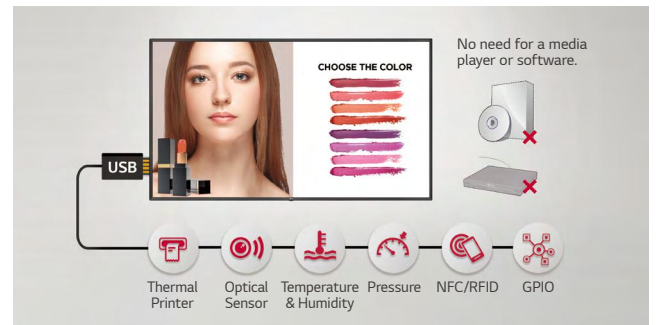 No need for a media
player or software.
CHOOSE THE COLOR
USB
Thermal
Printer
Optical
Sensor
Temperature
& Humidity
Pressure
NFC/RFID
GPIO